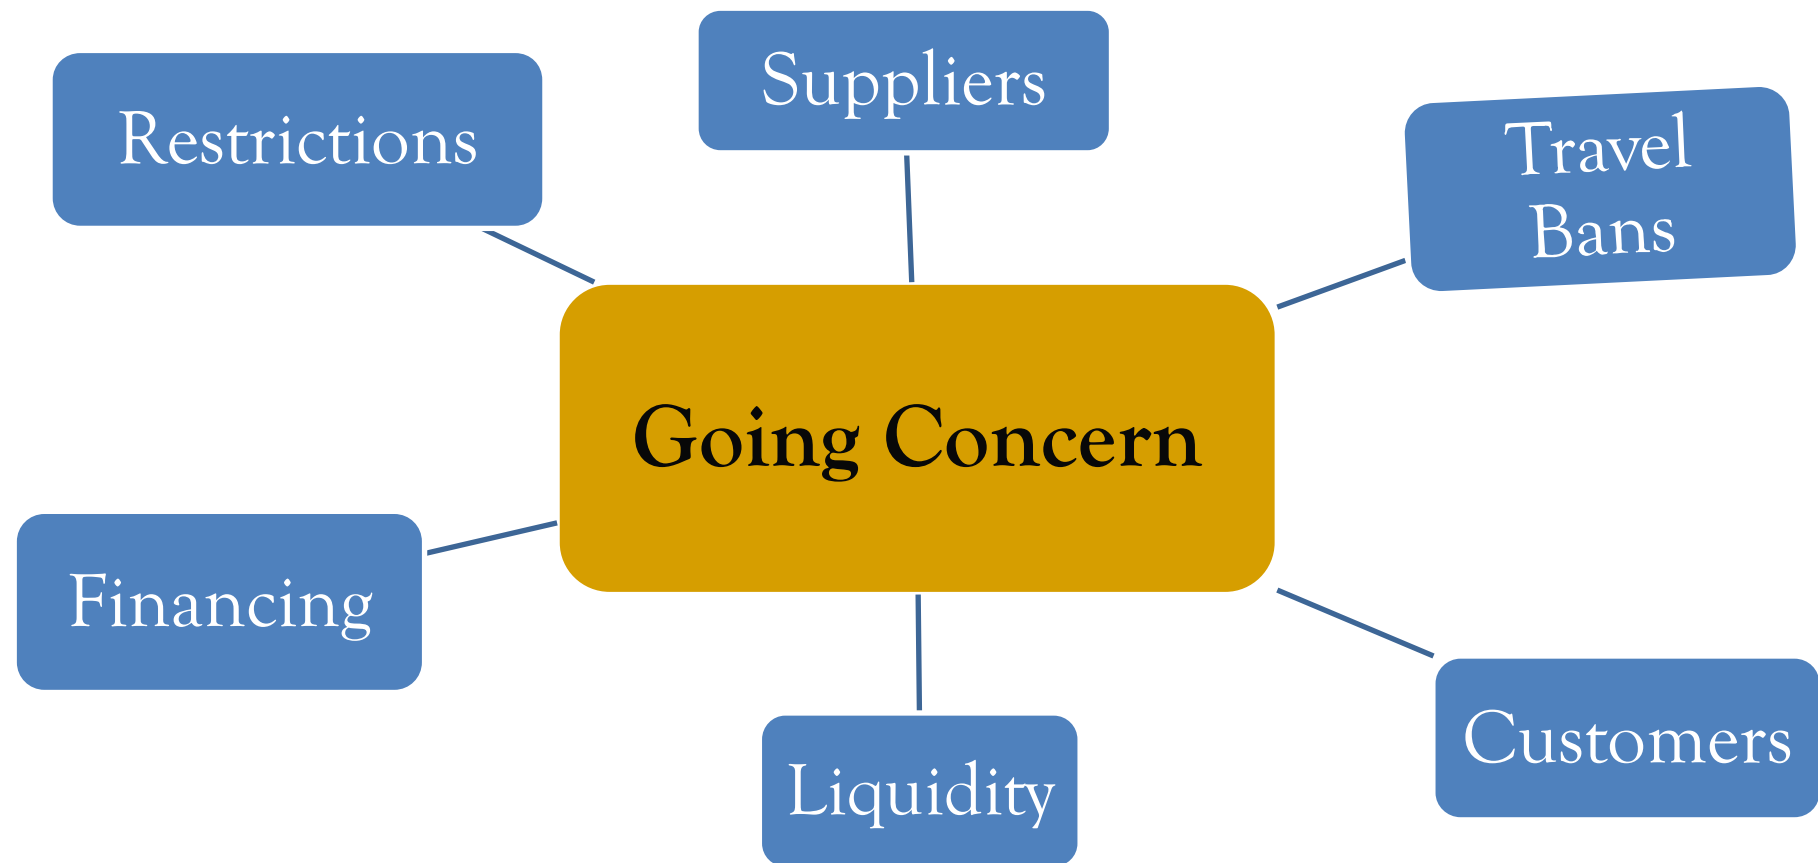 Suppliers
Restrictions
Travel
Bans
Going Concern
Financing
Customers
Liquidity